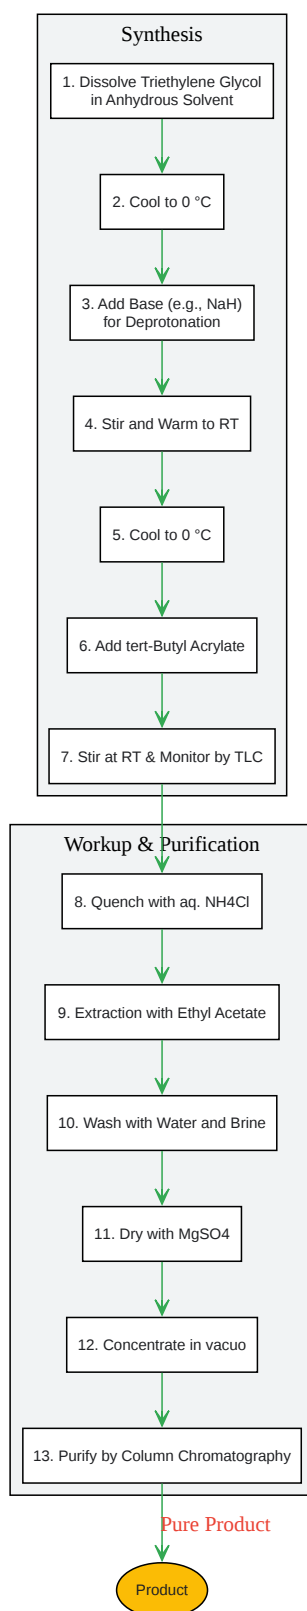 Synthesis
1. Dissolve Triethylene Glycol
in Anhydrous Solvent
2. Cool to 0 °C
3. Add Base (e.g., NaH)
for Deprotonation
4. Stir and Warm to RT
5. Cool to 0 °C
6. Add tert-Butyl Acrylate
7. Stir at RT & Monitor by TLC
Workup & Purification
8. Quench with aq. NH4Cl
9. Extraction with Ethyl Acetate
10. Wash with Water and Brine
11. Dry with MgSO4
12. Concentrate in vacuo
13. Purify by Column Chromatography
Pure Product
Product